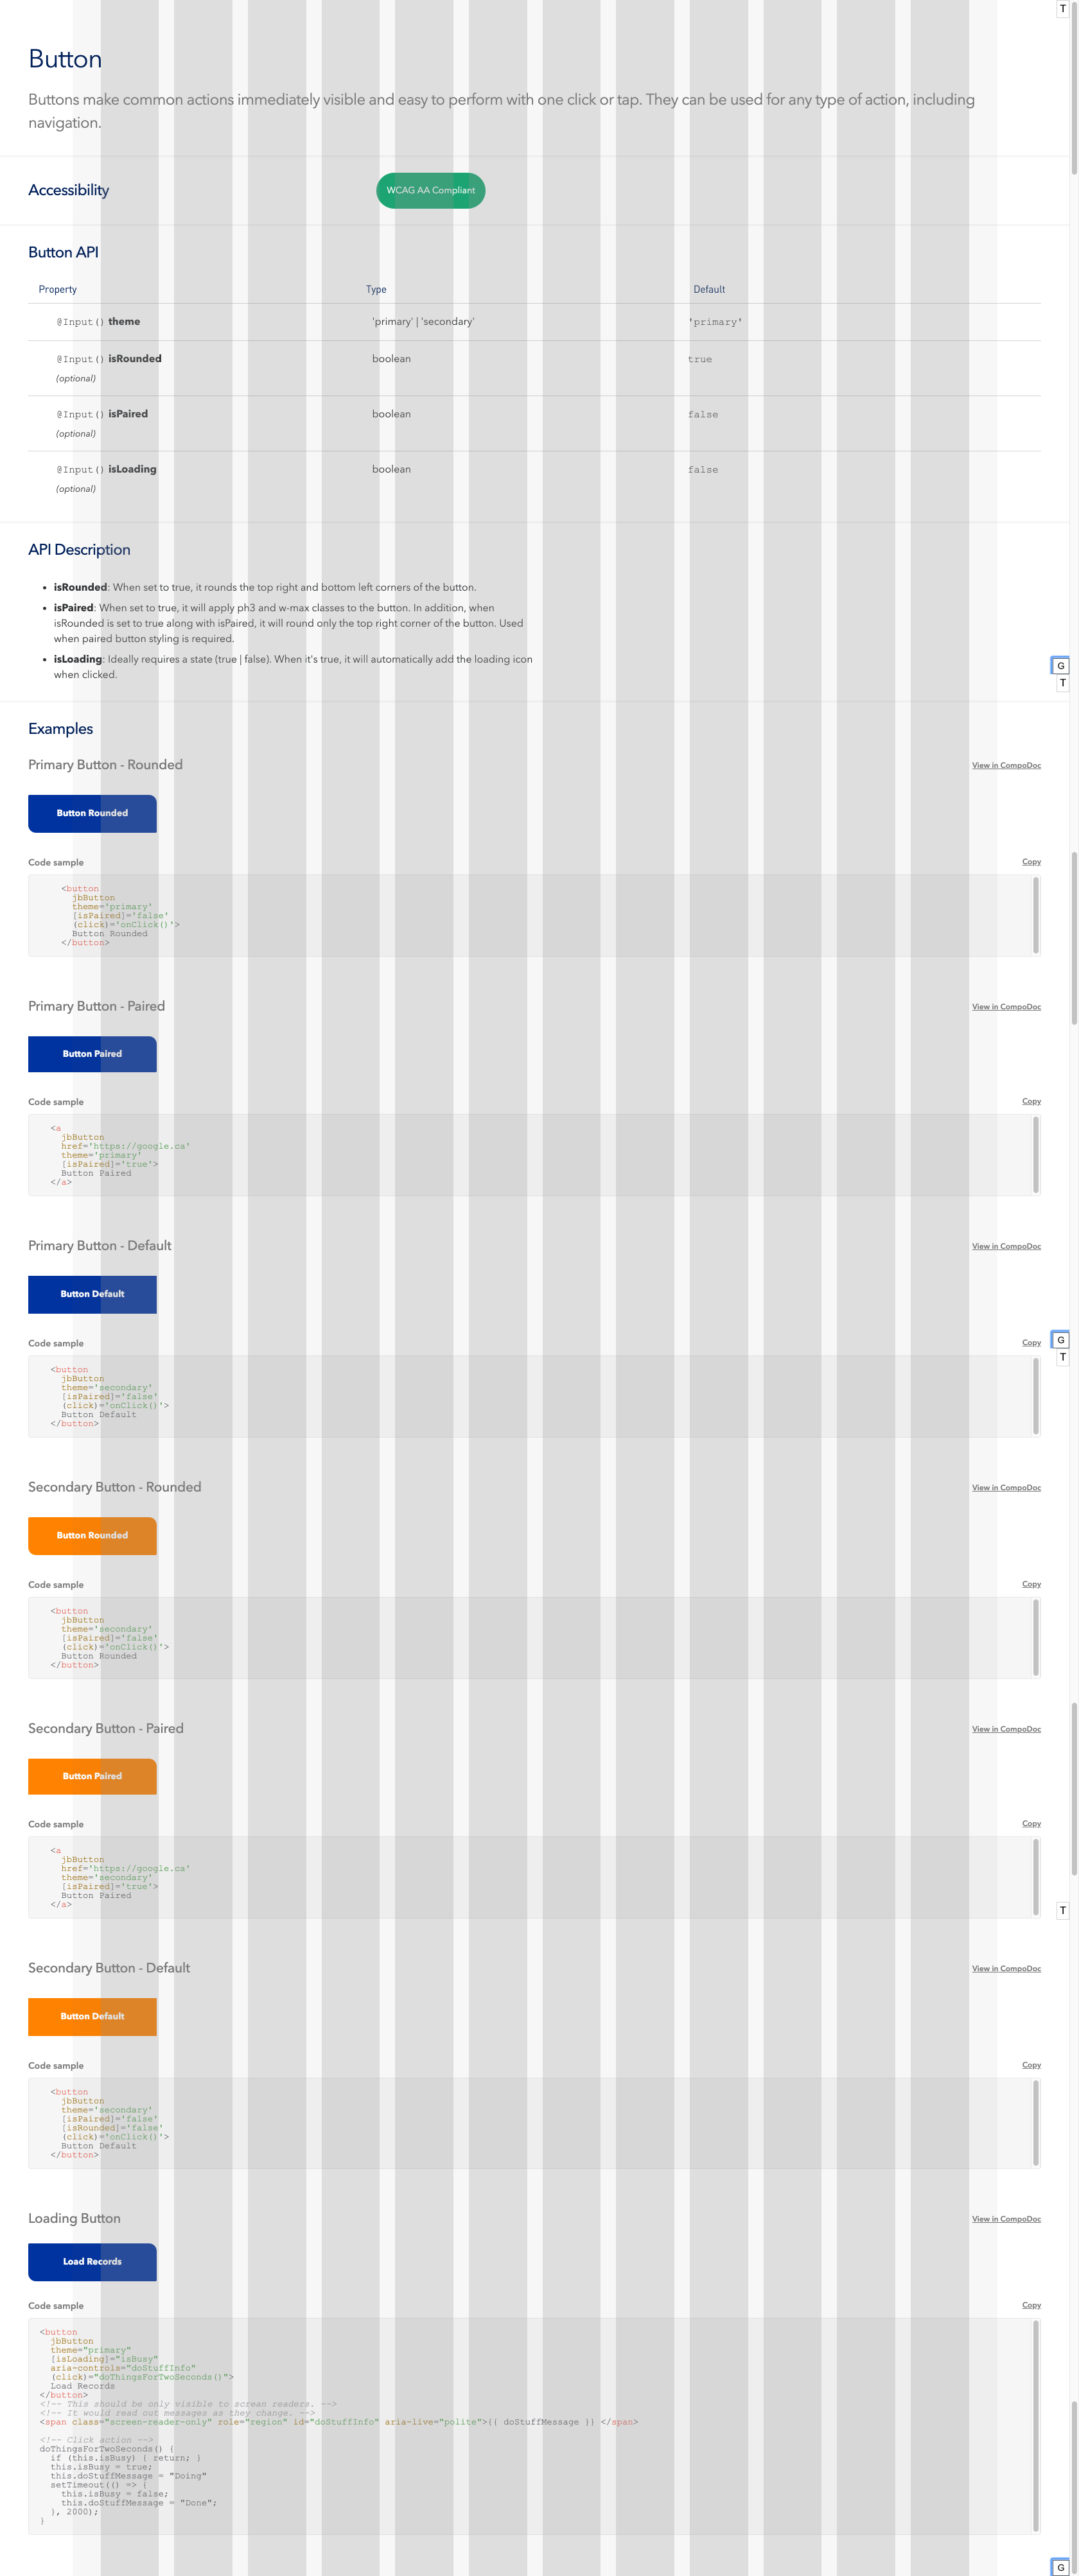 T
Button
Buttons make common actions immediately visible and easy to perform with one click or tap. They can be used for any type of action, including
navigation.
Accessibility
WCAG AA Compliant
Button API
Property Type Default
@Input() theme 'primary' | 'secondary' 'primary'
@Input() isRounded boolean true
(optional)
@Input() isPaired boolean false
(optional)
@Input() isLoading boolean false
(optional)
API Description
• isRounded: When set to true, it rounds the top right and bottom left corners of the button.
• isPaired: When set to true, it will apply ph3 and w-max classes to the button. In addition, when
isRounded is set to true along with isPaired, it will round only the top right corner of the button. Used
when paired button styling is required.
• isLoading: Ideally requires a state (true | false). When it's true, it will automatically add the loading icon
when clicked.
G
T
Examples
Primary Button - Rounded View in CompoDoc
Button Rounded
Code sample Copy
<button
jbButton
theme='primary'
[isPaired]='false'
(click)='onClick()'>
Button Rounded
</button>
Primary Button - Paired View in CompoDoc
Button Paired
Code sample Copy
<a
jbButton
href='https://google.ca'
theme='primary'
[isPaired]='true'>
Button Paired
</a>
Primary Button - Default View in CompoDoc
Button Default
Code sample Copy
G
T
<button
jbButton
theme='secondary'
[isPaired]='false'
(click)='onClick()'>
Button Default
</button>
Secondary Button - Rounded View in CompoDoc
Button Rounded
Code sample Copy
<button
jbButton
theme='secondary'
[isPaired]='false'
(click)='onClick()'>
Button Rounded
</button>
Secondary Button - Paired View in CompoDoc
Button Paired
Code sample Copy
<a
jbButton
href='https://google.ca'
theme='secondary'
[isPaired]='true'>
Button Paired
</a>
T
Secondary Button - Default View in CompoDoc
Button Default
Code sample Copy
<button
jbButton
theme='secondary'
[isPaired]='false'
[isRounded]='false'
(click)='onClick()'>
Button Default
</button>
Loading Button View in CompoDoc
Load Records
Code sample Copy
<button
jbButton
theme="primary"
[isLoading]="isBusy"
aria-controls="doStuffInfo"
(click)="doThingsForTwoSeconds()">
Load Records
</button>
<!-- This should be only visible to screan readers. -->
<!-- It would read out messages as they change. -->
<span class="screen-reader-only" role="region" id="doStuffInfo" aria-live="polite">{{ doStuffMessage }} </span>
<!-- Click action -->
doThingsForTwoSeconds() {
if (this.isBusy) { return; }
this.isBusy = true;
this.doStuffMessage = "Doing"
setTimeout(() => {
this.isBusy = false;
this.doStuffMessage = "Done";
}, 2000);
}
G